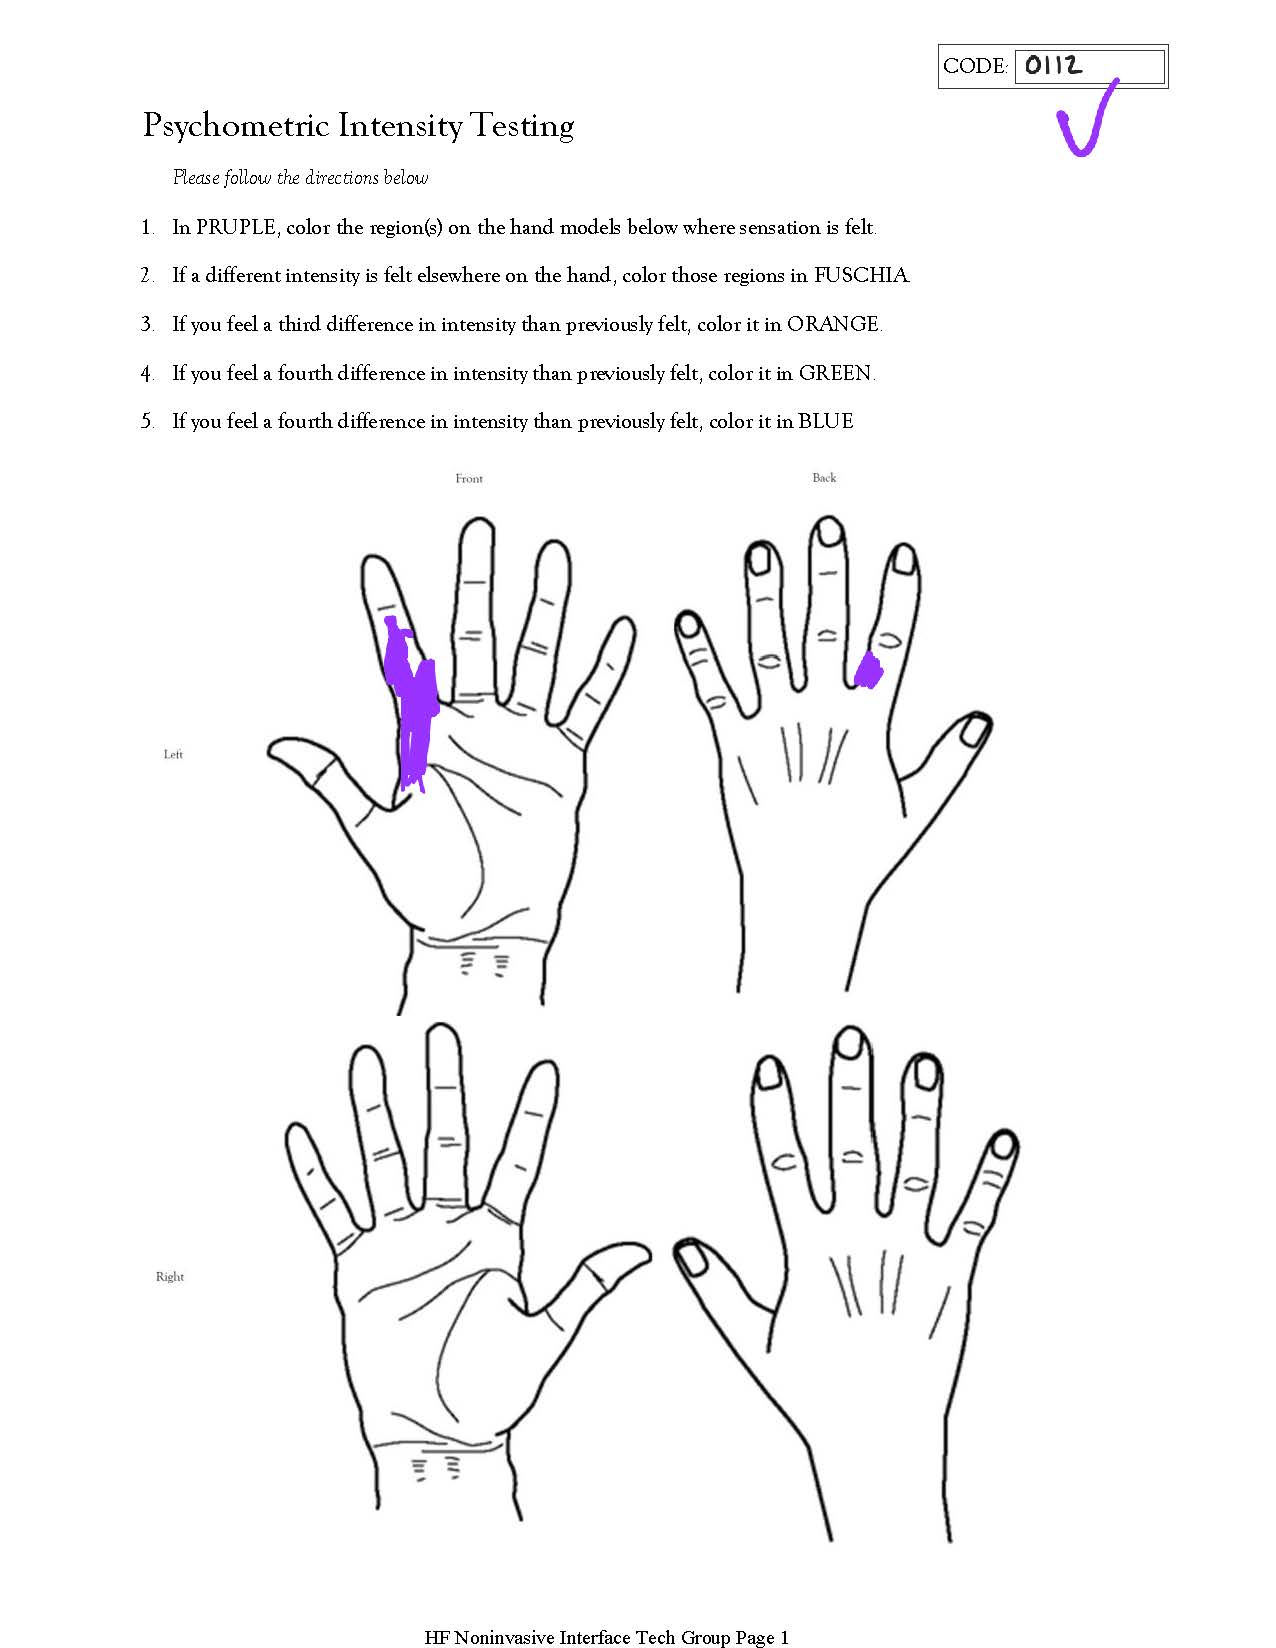 CODE: 0112
Psychometric Intensity Testing
Please follow the directions below
1. In PRUPLE, color the region(s) on the hand models below where sensation is felt.
2. If a different intensity is felt elsewhere on the hand, color those regions in FUSCHIA.
3. If you feel a third difference in intensity than previously felt, color it in ORANGE.
4. If you feel a fourth difference in intensity than previously felt, color it in GREEN.
5. If you feel a fourth difference in intensity than previously felt, color it in BLUE
Front Back
Left
Right
HF Noninvasive Interface Tech Group Page 1